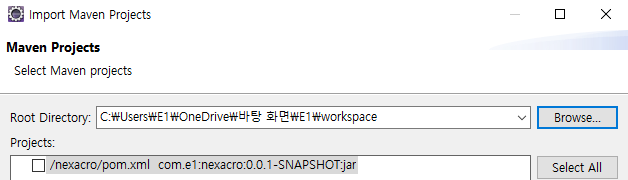 Import Maven Projects
Maven Projects
Select Maven projects
Root Directory: C:₩Users₩E1₩OneDrive₩바탕 화면₩E1₩workspace Browse...
Projects:
/nexacro/pom.xml com.e1:nexacro:0.0.1-SNAPSHOT:jar Select All